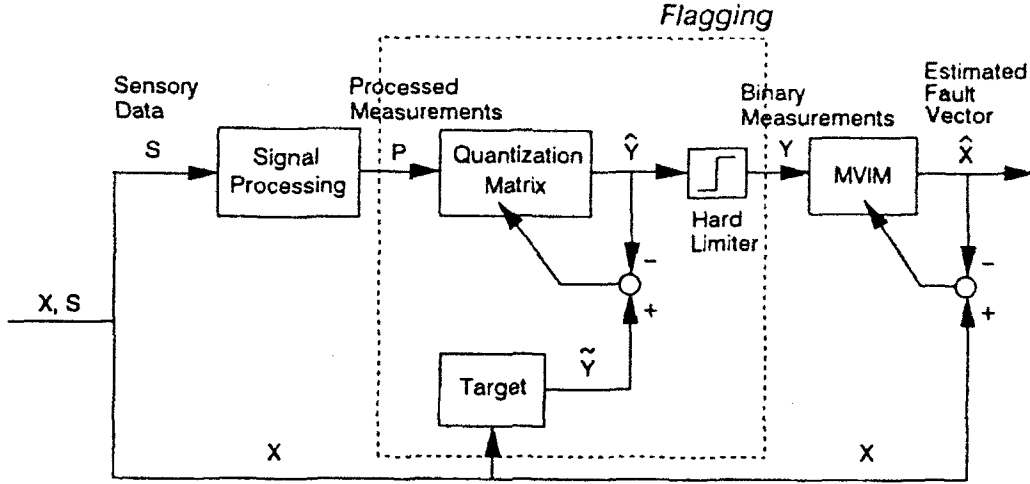 Flagging
Sensory
Data
Processed
Measurements
Binary
Measurements
Estimated
Fault
Vector
S
Signal
Processing
P
Quantization
Matrix
Ŷ
Hard
Limiter
Y
MVIM
X̂
−
+
−
+
X, S
Target
Ỹ
X
X